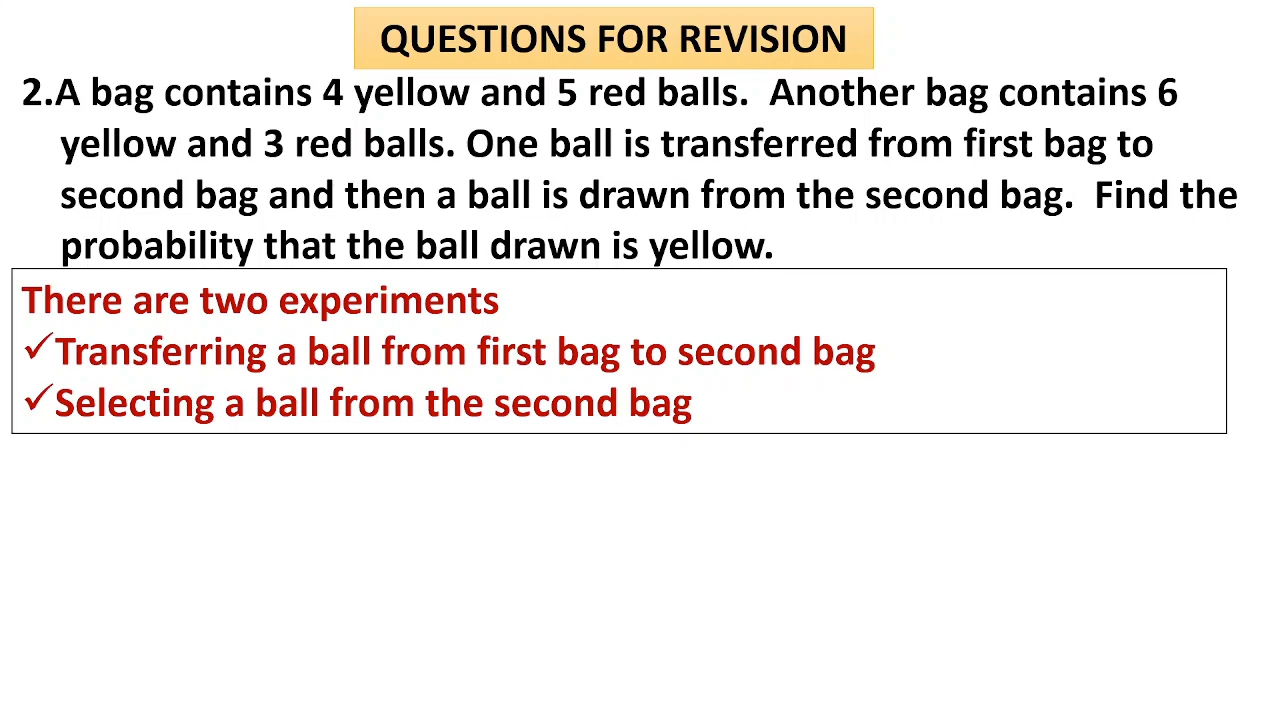 QUESTIONS FOR REVISION
2.A bag contains 4 yellow and 5 red balls.  Another bag contains 6
yellow and 3 red balls. One ball is transferred from first bag to
second bag and then a ball is drawn from the second bag.  Find the
probability that the ball drawn is yellow.
There are two experiments
✓Transferring a ball from first bag to second bag
✓Selecting a ball from the second bag